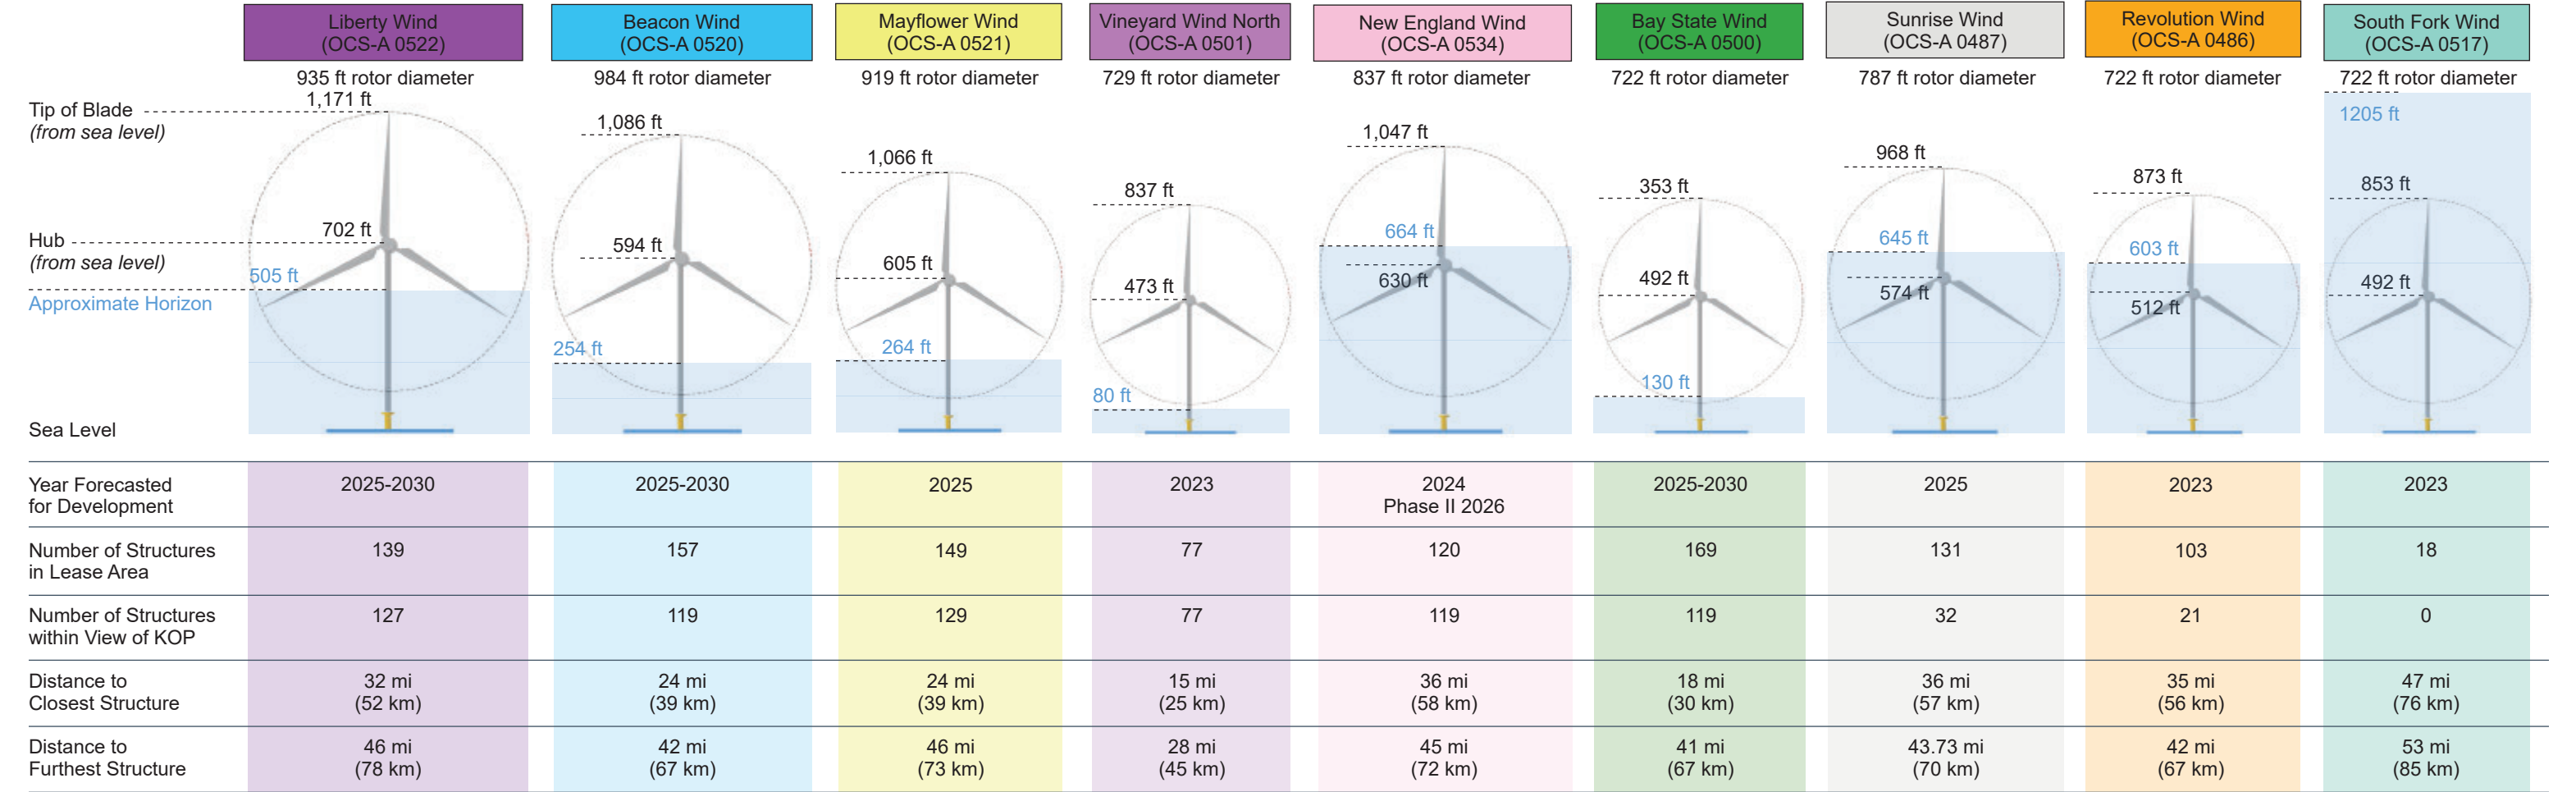 Liberty Wind
(OCS-A 0522)
Beacon Wind
(OCS-A 0520)
Mayflower Wind
(OCS-A 0521)
Vineyard Wind North
(OCS-A 0501)
New England Wind
(OCS-A 0534)
Bay State Wind
(OCS-A 0500)
Sunrise Wind
(OCS-A 0487)
Revolution Wind
(OCS-A 0486)
South Fork Wind
(OCS-A 0517)
935 ft rotor diameter
984 ft rotor diameter
919 ft rotor diameter
729 ft rotor diameter
837 ft rotor diameter
722 ft rotor diameter
787 ft rotor diameter
722 ft rotor diameter
722 ft rotor diameter
Tip of Blade
(from sea level)
Hub
(from sea level)
Approximate Horizon
Sea Level
1,171 ft
702 ft
505 ft
1,086 ft
594 ft
254 ft
1,066 ft
605 ft
264 ft
837 ft
473 ft
80 ft
1,047 ft
664 ft
630 ft
353 ft
492 ft
130 ft
968 ft
645 ft
574 ft
873 ft
603 ft
512 ft
1205 ft
853 ft
492 ft
Year Forecasted
for Development
2025-2030
2025-2030
2025
2023
2024
Phase II 2026
2025-2030
2025
2023
2023
Number of Structures
in Lease Area
139
157
149
77
120
169
131
103
18
Number of Structures
within View of KOP
127
119
129
77
119
119
32
21
0
Distance to
Closest Structure
32 mi
(52 km)
24 mi
(39 km)
24 mi
(39 km)
15 mi
(25 km)
36 mi
(58 km)
18 mi
(30 km)
36 mi
(57 km)
35 mi
(56 km)
47 mi
(76 km)
Distance to
Furthest Structure
46 mi
(78 km)
42 mi
(67 km)
46 mi
(73 km)
28 mi
(45 km)
45 mi
(72 km)
41 mi
(67 km)
43.73 mi
(70 km)
42 mi
(67 km)
53 mi
(85 km)